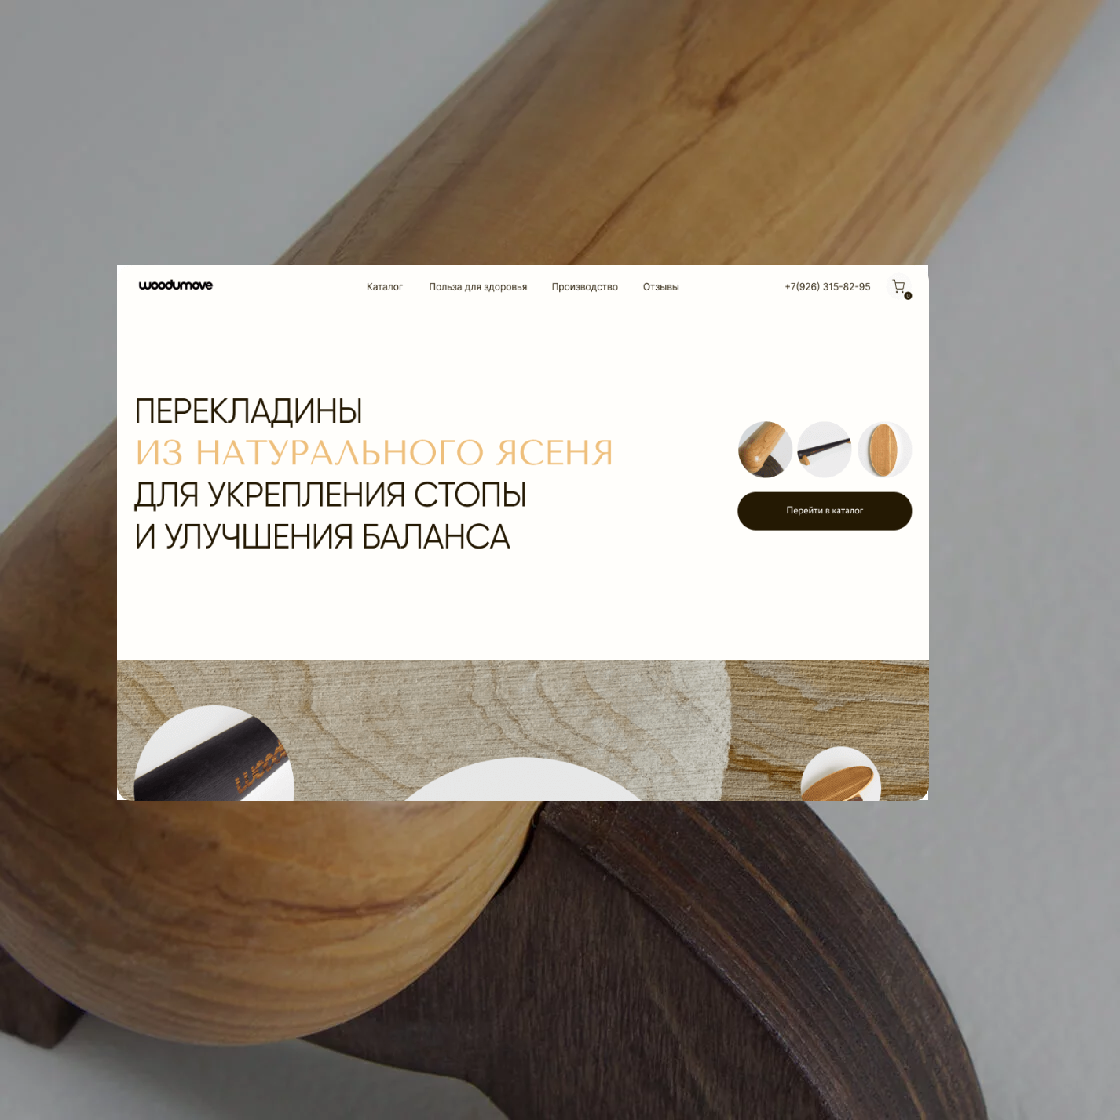 woodumove
Каталог
Польза для здоровья
Производство
Отзывы
+7(926) 315-82-95
ПЕРЕКЛАДИНЫ
ИЗ НАТУРАЛЬНОГО ЯСЕНЯ
ДЛЯ УКРЕПЛЕНИЯ СТОПЫ
И УЛУЧШЕНИЯ БАЛАНСА
Перейти в каталог